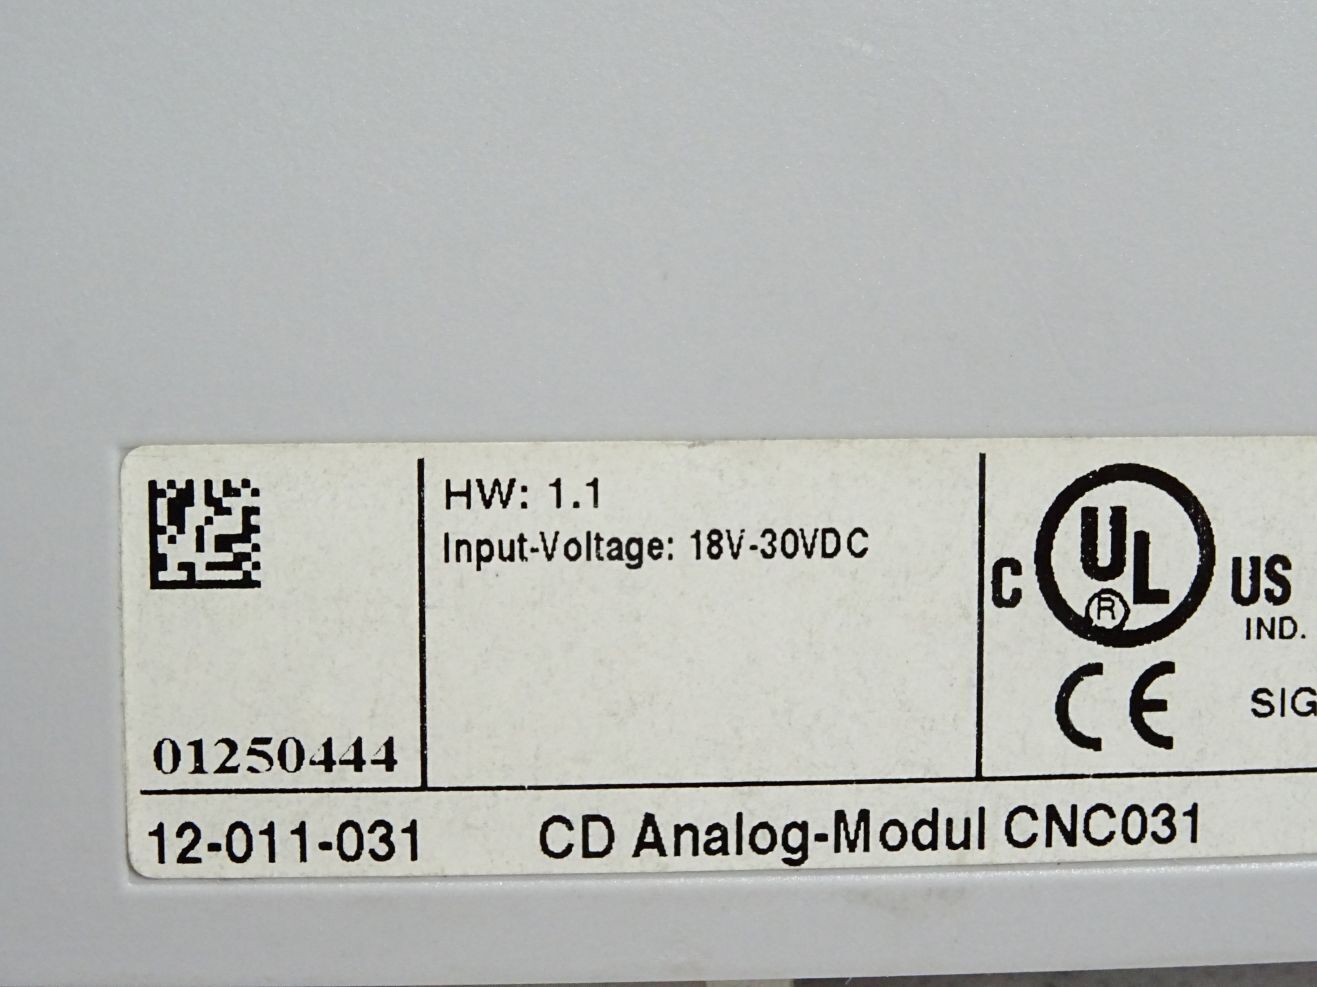 HW: 1.1
Input-Voltage: 18V-30VDC
C UL US
®
IND.
CE
SIG
01250444
12-011-031 CD Analog-Modul CNC031